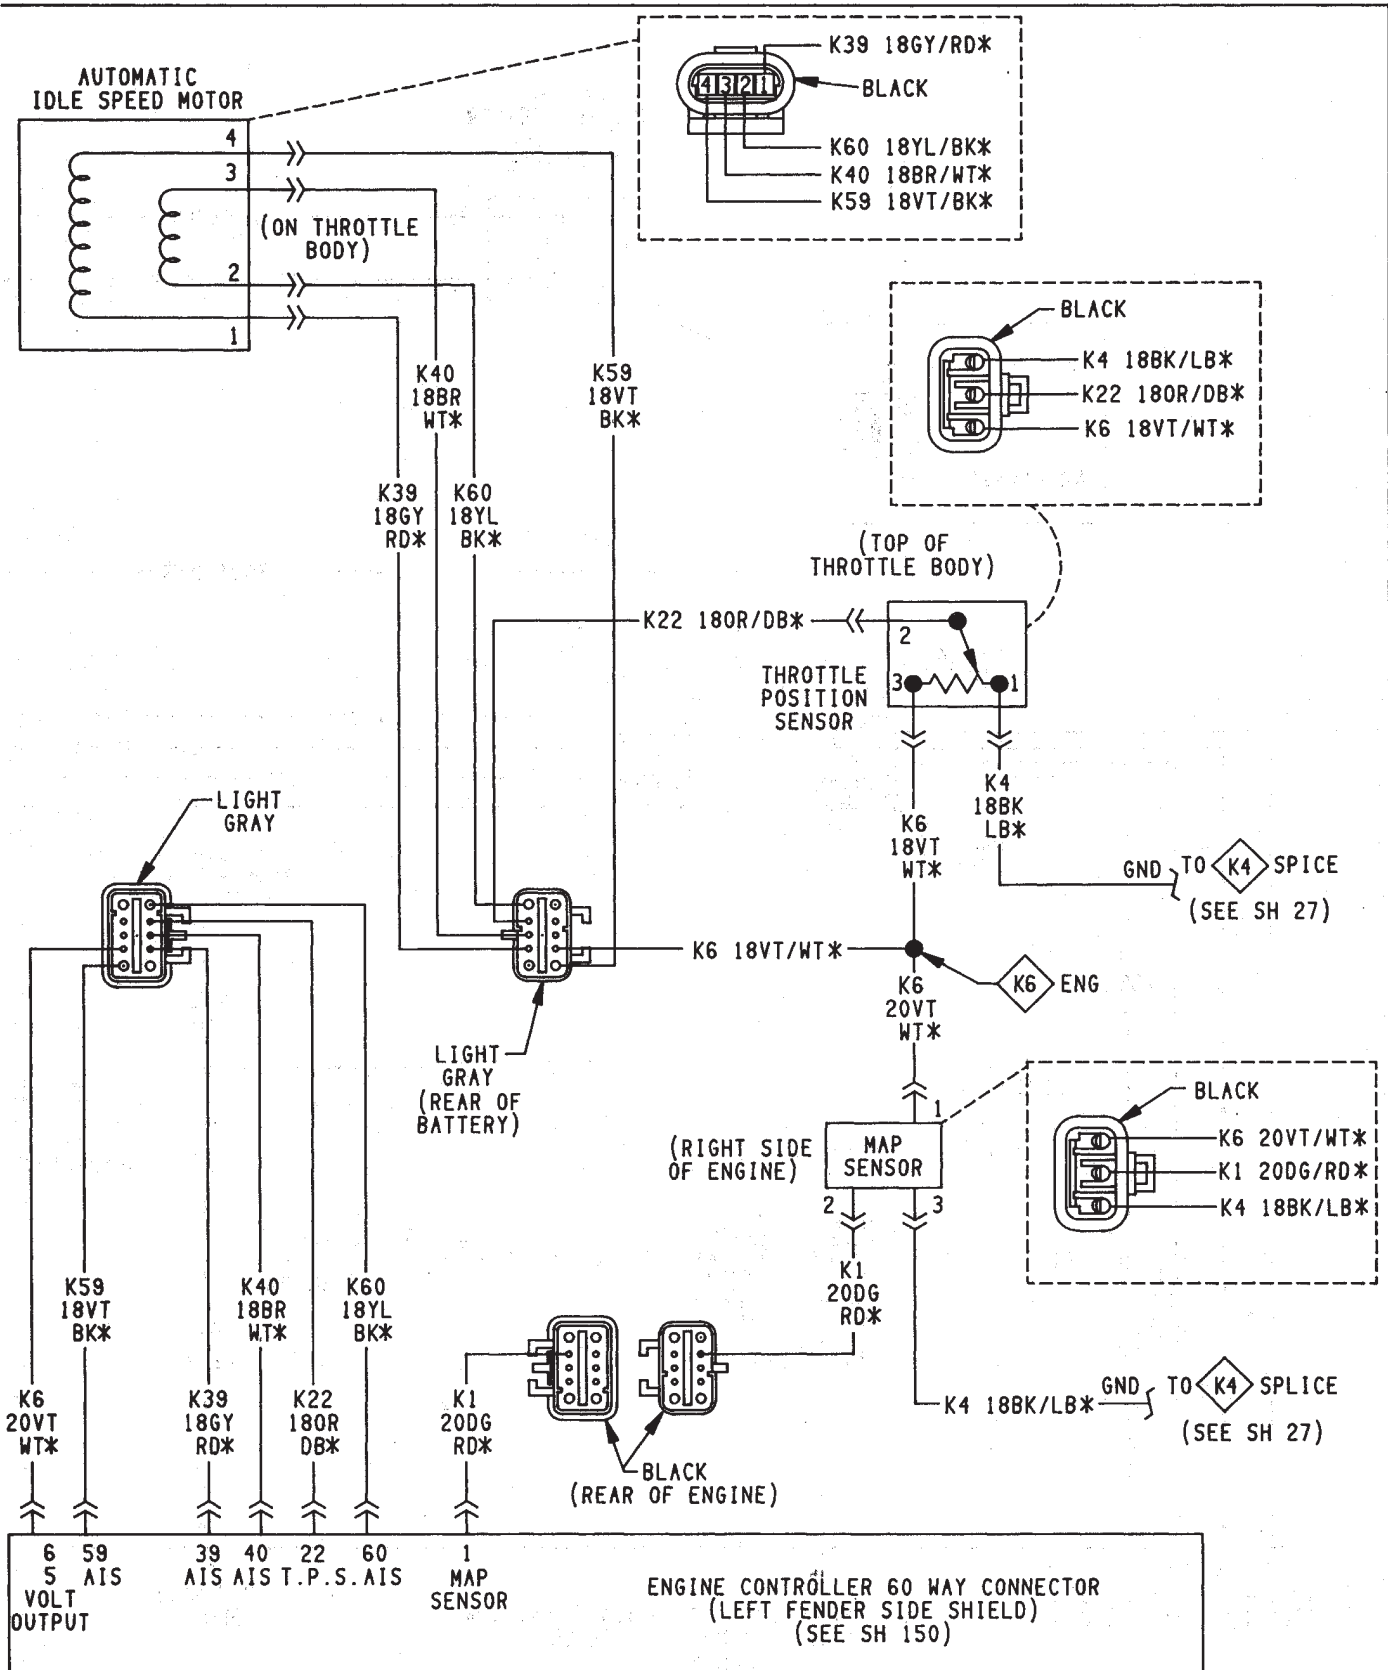 AUTOMATIC
IDLE SPEED MOTOR
4
3
(ON THROTTLE
BODY)
2
1
K39 18GY/RD*
4 3 2 1
BLACK
K60 18YL/BK*
K40 18BR/WT*
K59 18VT/BK*
BLACK
K4 18BK/LB*
K22 18OR/DB*
K6 18VT/WT*
K40
18BR
WT*
K59
18VT
BK*
K39
18GY
RD*
K60
18YL
BK*
(TOP OF
THROTTLE BODY)
K22 18OR/DB*
2
3
1
THROTTLE
POSITION
SENSOR
K4
18BK
LB*
K6
18VT
WT*
GND TO K4 SPICE
(SEE SH 27)
LIGHT
GRAY
K6 18VT/WT*
K6 ENG
K6
20VT
WT*
LIGHT
GRAY
(REAR OF
BATTERY)
1
(RIGHT SIDE
OF ENGINE)
MAP
SENSOR
2
3
BLACK
K6 20VT/WT*
K1 20DG/RD*
K4 18BK/LB*
K1
20DG
RD*
K59
18VT
BK*
K40
18BR
WT*
K60
18YL
BK*
K6
20VT
WT*
K39
18GY
RD*
K22
18OR
DB*
K1
20DG
RD*
K4 18BK/LB*
GND TO K4 SPLICE
(SEE SH 27)
BLACK
(REAR OF ENGINE)
6 59 39 40 22 60 1
5 AIS AIS AIS T.P.S. AIS MAP
VOLT SENSOR
OUTPUT
ENGINE CONTROLLER 60 WAY CONNECTOR
(LEFT FENDER SIDE SHIELD)
(SEE SH 150)